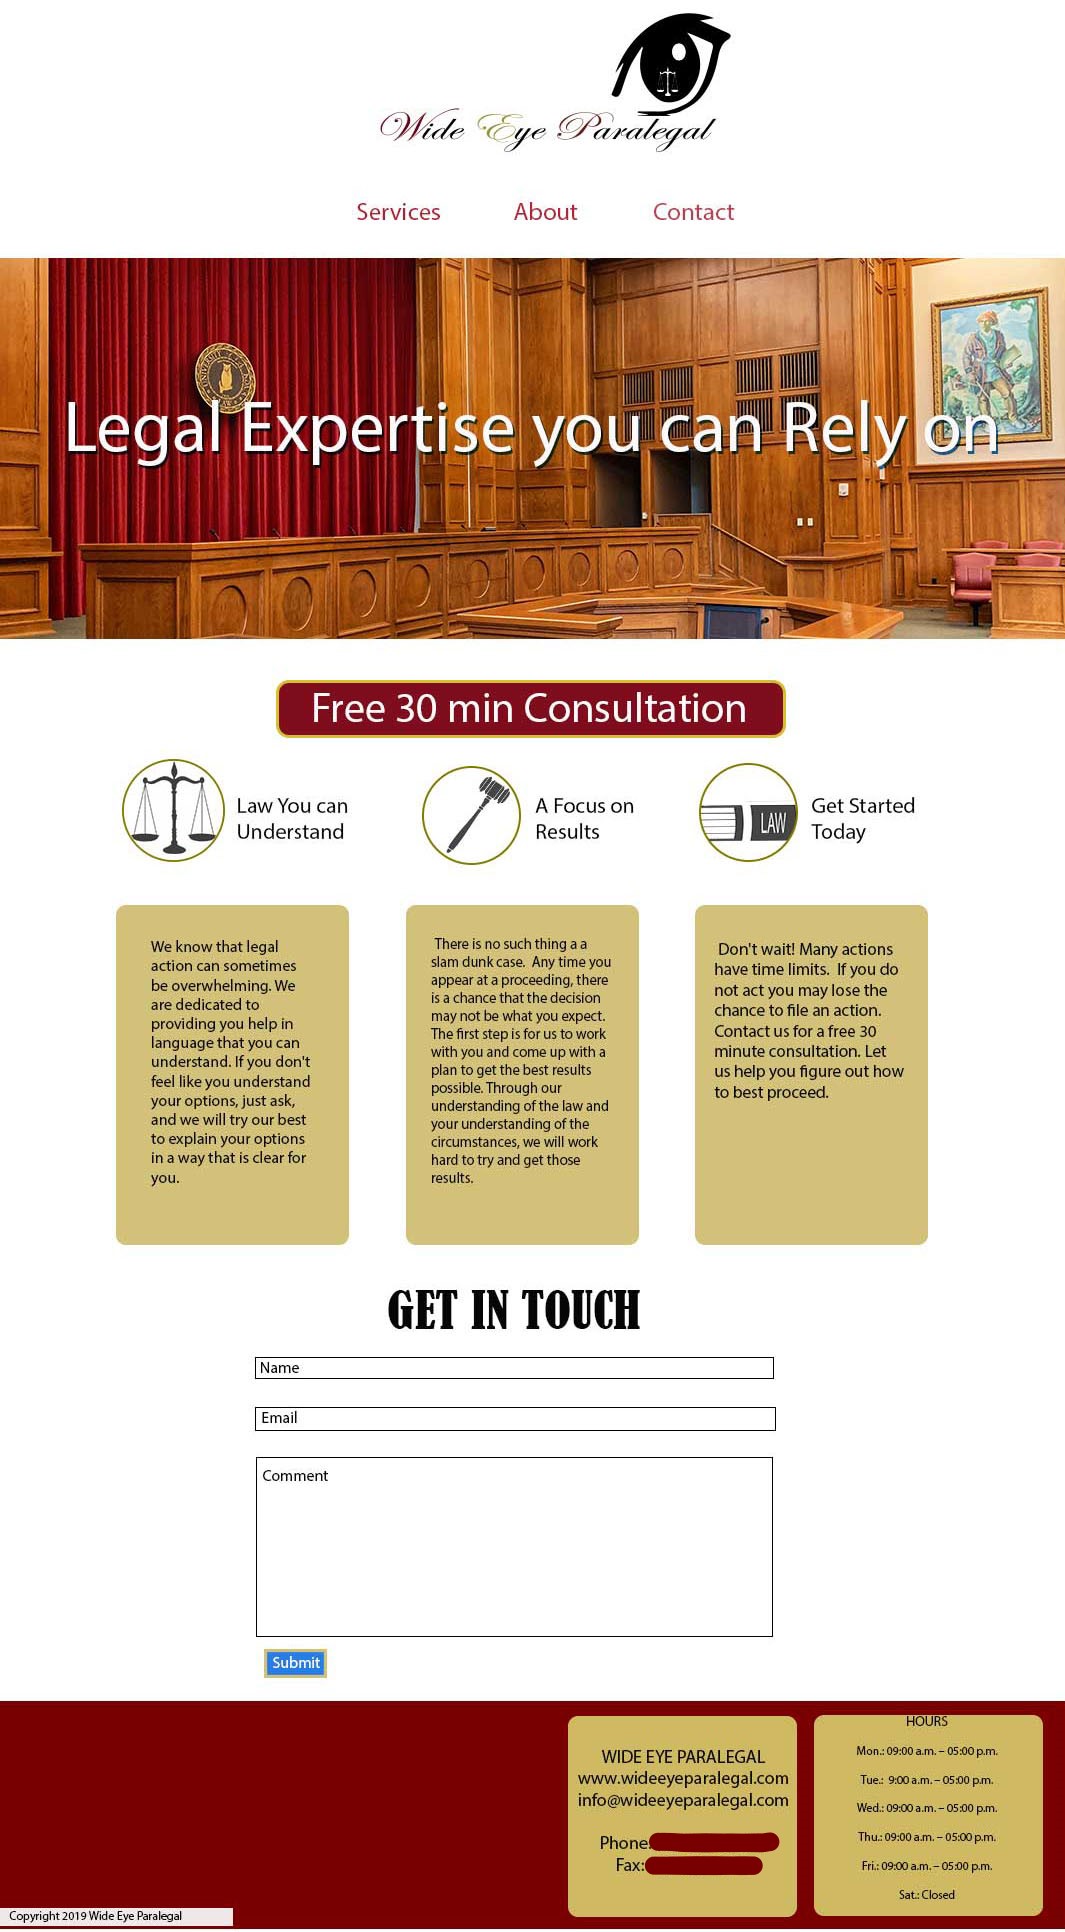 Wide Eye Paralegal
Services About Contact
Legal Expertise you can Rely on
Free 30 min Consultation
Law You can
Understand
A Focus on
Results
LAW
Get Started
Today
We know that legal
action can sometimes
be overwhelming. We
are dedicated to
providing you help in
language that you can
understand. If you don't
feel like you understand
your options, just ask,
and we will try our best
to explain your options
in a way that is clear for
you.
There is no such thing a a
slam dunk case. Any time you
appear at a proceeding, there
is a chance that the decision
may not be what you expect.
The first step is for us to work
with you and come up with a
plan to get the best results
possible. Through our
understanding of the law and
your understanding of the
circumstances, we will work
hard to try and get those
results.
Don't wait! Many actions
have time limits. If you do
not act you may lose the
chance to file an action.
Contact us for a free 30
minute consultation. Let
us help you figure out how
to best proceed.
GET IN TOUCH
Name
Email
Comment
Submit
WIDE EYE PARALEGAL
www.wideeyeparalegal.com
info@wideeyeparalegal.com
Phone:
Fax:
HOURS
Mon.: 09:00 a.m. – 05:00 p.m.
Tue.: 9:00 a.m. – 05:00 p.m.
Wed.: 09:00 a.m. – 05:00 p.m.
Thu.: 09:00 a.m. – 05:00 p.m.
Fri.: 09:00 a.m. – 05:00 p.m.
Sat.: Closed
Copyright 2019 Wide Eye Paralegal